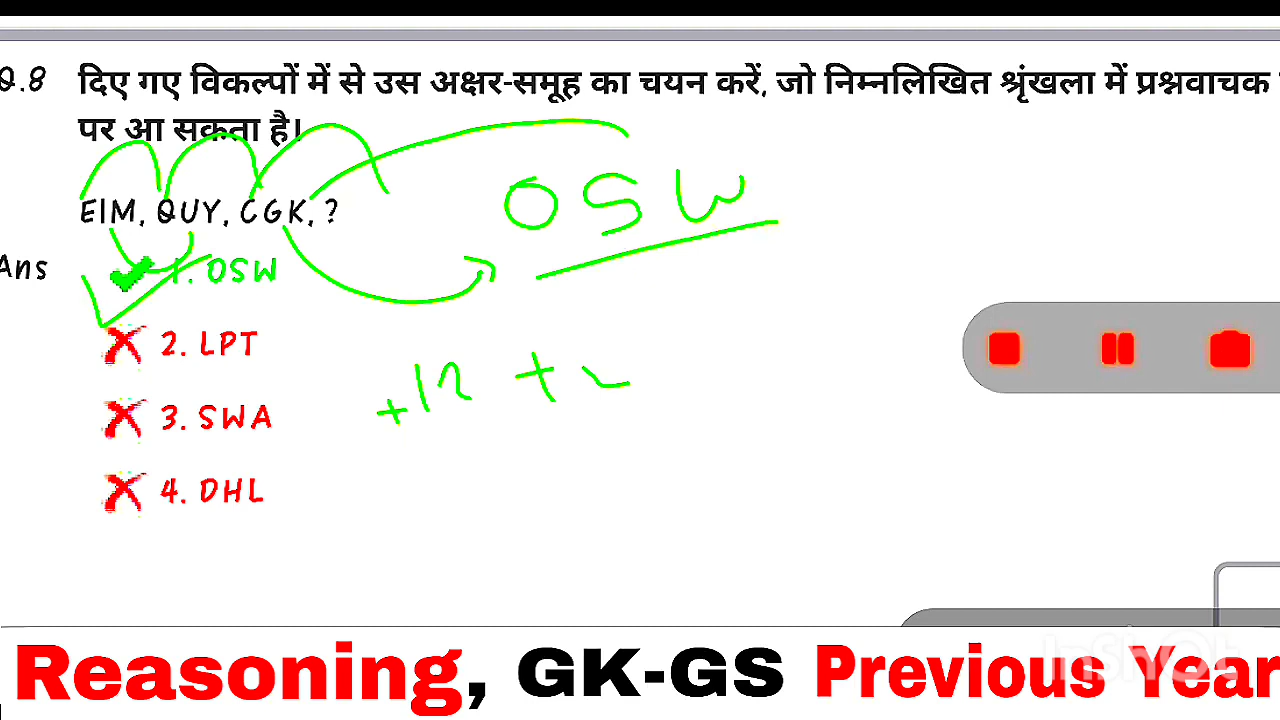 Q.8 दिए गए विकल्पों में से उस अक्षर-समूह का चयन करें, जो निम्नलिखित श्रृंखला में प्रश्नवाचक
पर आ सकता है।
EIM, QUY, CGK, ?
OSW
Ans 1. OSW
2. LPT
+12 +
3. SWA
4. DHL
InShOt
Reasoning, GK-GS Previous Year